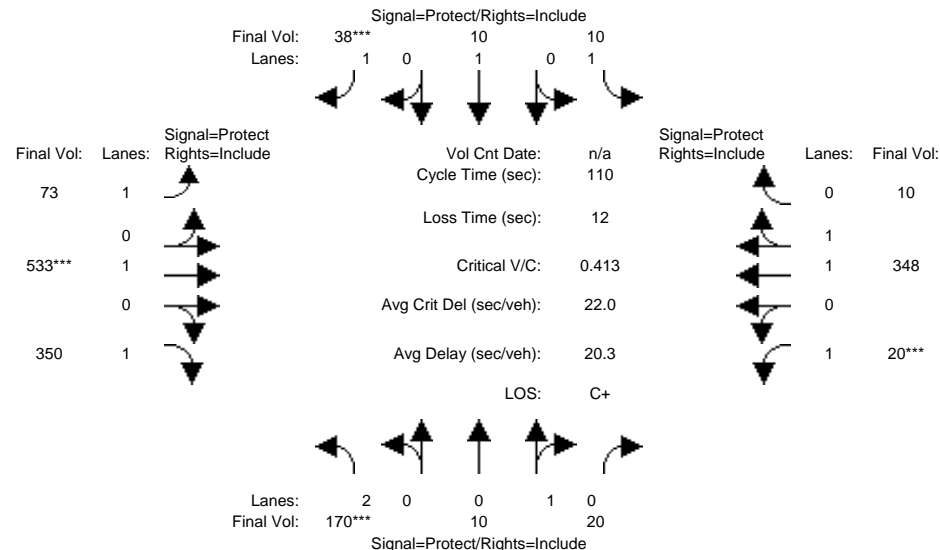 Signal=Protect/Rights=Include
Final Vol: 38*** 10 10
Lanes: 1 0 1 0 1
Signal=Protect
Final Vol: Lanes: Rights=Include
Vol Cnt Date: n/a
Signal=Protect
Rights=Include Lanes: Final Vol:
Cycle Time (sec): 110
73 1
0 10
Loss Time (sec): 12
0
1
533*** 1
Critical V/C: 0.413
1 348
0
Avg Crit Del (sec/veh): 22.0
0
350 1
Avg Delay (sec/veh): 20.3
1 20***
LOS: C+
Lanes: 2 0 0 1 0
Final Vol: 170*** 10 20
Signal=Protect/Rights=Include